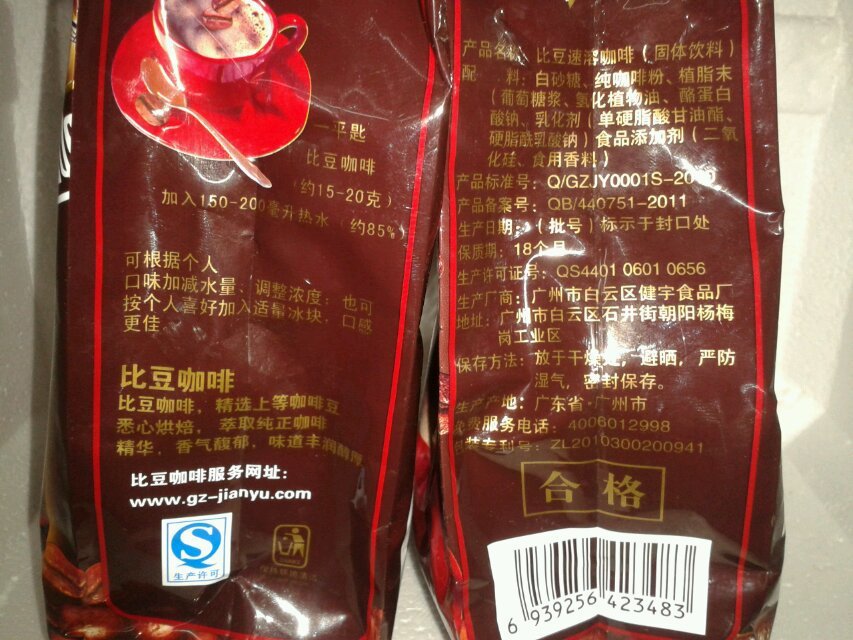 一平匙
比豆咖啡
(约15-20克)
加入150-200毫升热水 约85%
可根据个人
口味加减水量、调整浓度；也可
按个人喜好加入适郬冰块，口感
更佳。
比豆咖啡
比豆咖啡，精选上等咖啡豆
悉心烘焙，萃取纯正咖啡
精华，香气馥郁、味道丰润醇厚
比豆咖啡服务网址：
www.gz-jianyu.com
生产许可
产品名称：比豆速溶咖啡（固体饮料）
配 料：白砂糖、纯咖啡粉、植脂末
（葡萄糖浆、氢化植物油、酪蛋白
酸钠、乳化剂（单硬脂酸甘油酯、
硬脂酰乳酸钠）食品添加剂（二氧
化硅、食用香料）
产品标准号：Q/GZJY0001S-20
产品备案号：QB/440751-2011
生产日期：（批号）标示于封口处
保质期：18个月
生产许可证号：QS4401 0601 0656
生产厂商：广州市白云区健宇食品厂
地址：广州市白云区石井街朝阳杨梅
岗工业区
保存方法：放于干燥处，避晒，严防
湿气，密封保存。
生产产地：广东省·广州市
免费服务电话：4006012998
包装专利号：ZL2010300200941
合格
6 939256 423483